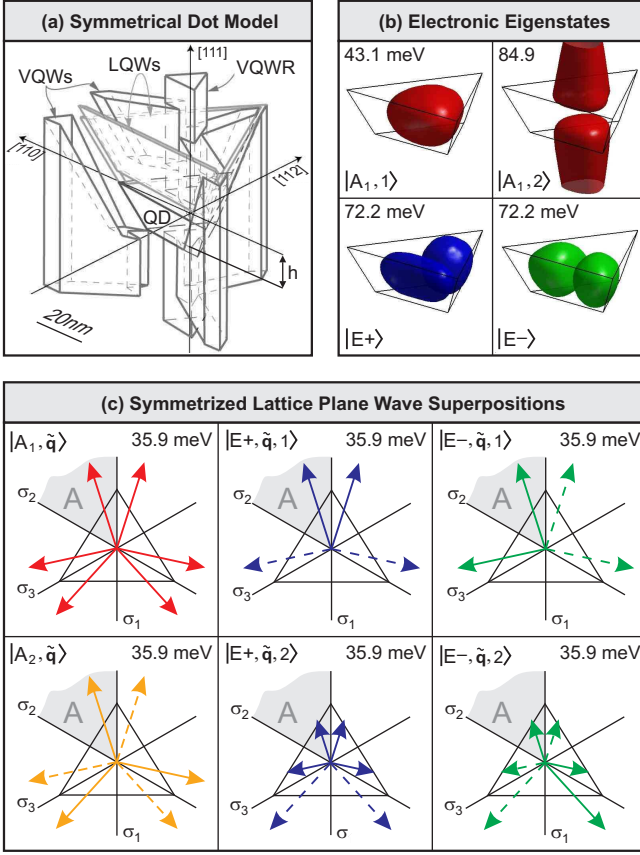 (a) Symmetrical Dot Model
VQWs
LQWs
[111]
VQWR
[1̄10]
[1̄1̄2]
QD
h
20nm
(b) Electronic Eigenstates
43.1 meV
|A₁, 1⟩
84.9
|A₁, 2⟩
72.2 meV
|E+⟩
72.2 meV
|E−⟩
(c) Symmetrized Lattice Plane Wave Superpositions
|A₁, q̃⟩ 35.9 meV
σ₂
A
σ₃
σ₁
|E+, q̃, 1⟩ 35.9 meV
σ₂
A
σ₃
σ₁
|E−, q̃, 1⟩ 35.9 meV
σ₂
A
σ₃
σ₁
|A₂, q̃⟩ 35.9 meV
σ₂
A
σ₃
σ₁
|E+, q̃, 2⟩ 35.9 meV
σ₂
A
σ₃
σ
|E−, q̃, 2⟩ 35.9 meV
σ₂
A
σ₃
σ₁